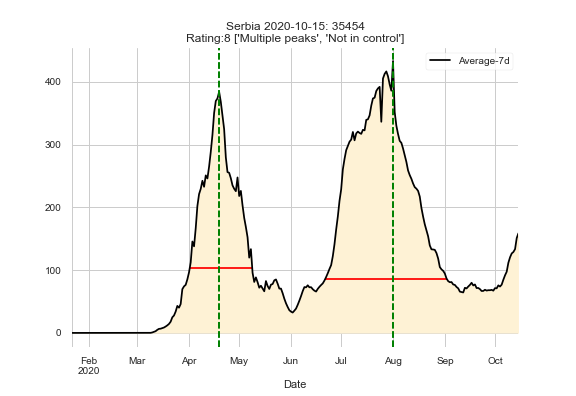 Serbia 2020-10-15: 35454
Rating:8 ['Multiple peaks', 'Not in control']
Average-7d
400
300
200
100
0
Feb Mar Apr May Jun Jul Aug Sep Oct
2020
Date